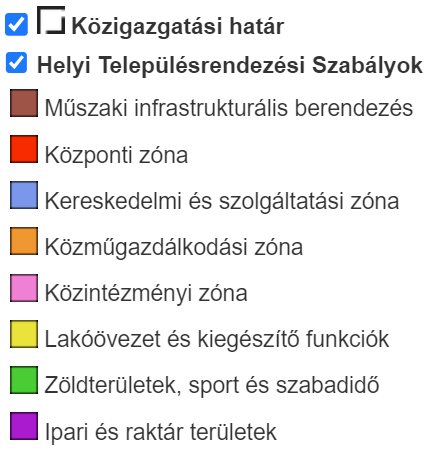 Közigazgatási határ
Helyi Településrendezési Szabályok
Műszaki infrastrukturális berendezés
Központi zóna
Kereskedelmi és szolgáltatási zóna
Közműgazdálkodási zóna
Közintézményi zóna
Lakóövezet és kiegészítő funkciók
Zöldterületek, sport és szabadidő
Ipari és raktár területek